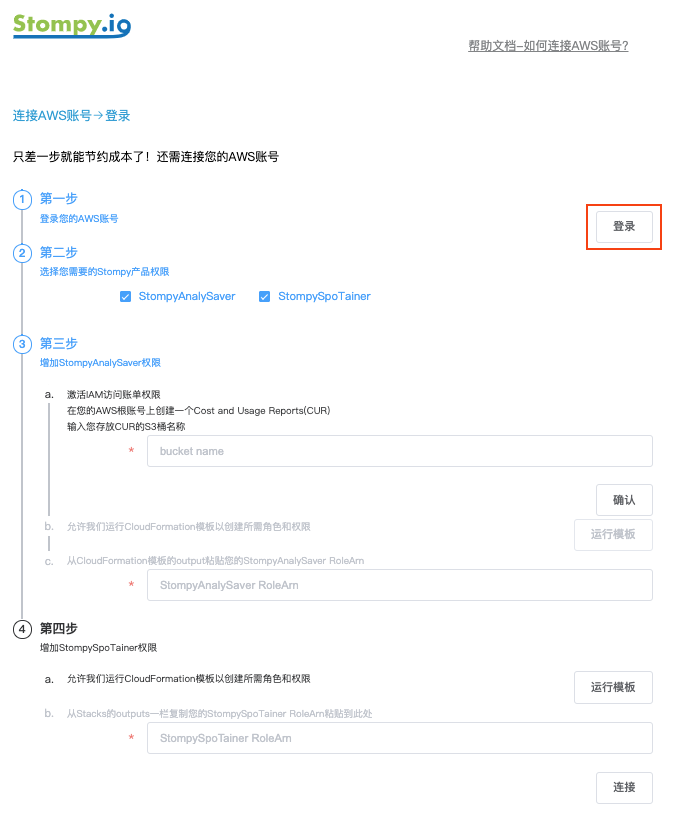 Stompy.io
帮助文档-如何连接AWS账号?
连接AWS账号→登录
只差一步就能节约成本了！还需连接您的AWS账号
1 第一步
登录您的AWS账号
登录
2 第二步
选择您需要的Stompy产品权限
StompyAnalySaver StompySpoTainer
3 第三步
增加StompyAnalySaver权限
a. 激活IAM访问账单权限
在您的AWS根账号上创建一个Cost and Usage Reports(CUR)
输入您存放CUR的S3桶名称
* bucket name
确认
b. 允许我们运行CloudFormation模板以创建所需角色和权限
运行模板
c. 从CloudFormation模板的output粘贴您的StompyAnalySaver RoleArn
* StompyAnalySaver RoleArn
4 第四步
增加StompySpoTainer权限
a. 允许我们运行CloudFormation模板以创建所需角色和权限
运行模板
b. 从Stacks的outputs一栏复制您的StompySpoTainer RoleArn粘贴到此处
* StompySpoTainer RoleArn
连接